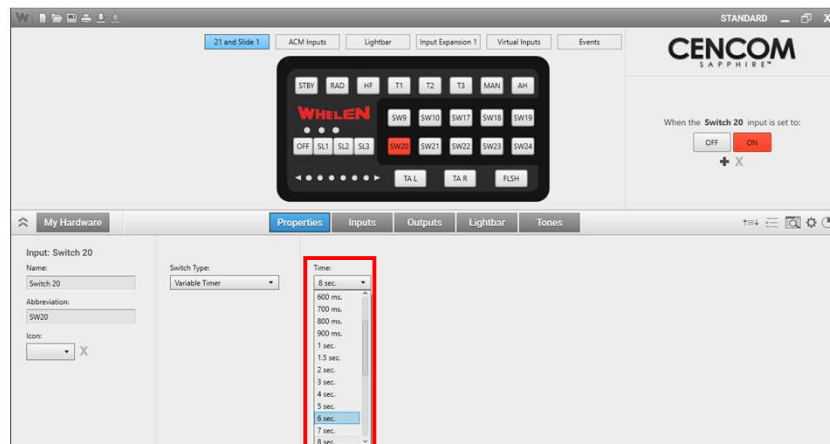 W STANDARD X
21 and Slide 1 ACM Inputs Lightbar Input Expansion 1 Virtual Inputs Events
CENCOM
SAPPHIRE™
STBY RAD HF T1 T2 T3 MAN AH
WHELEN
SW9 SW10 SW17 SW18 SW19
OFF SL1 SL2 SL3 SW20 SW21 SW22 SW23 SW24
TA L TA R FLSH
When the Switch 20 input is set to:
OFF ON
X
My Hardware Properties Inputs Outputs Lightbar Tones
Input: Switch 20
Name:
Switch 20
Abbreviation:
SW20
Icon:
X
Switch Type:
Variable Timer
Time:
8 sec.
600 ms.
700 ms.
800 ms.
900 ms.
1 sec.
1.5 sec.
2 sec.
3 sec.
4 sec.
5 sec.
6 sec.
7 sec.
8 sec.